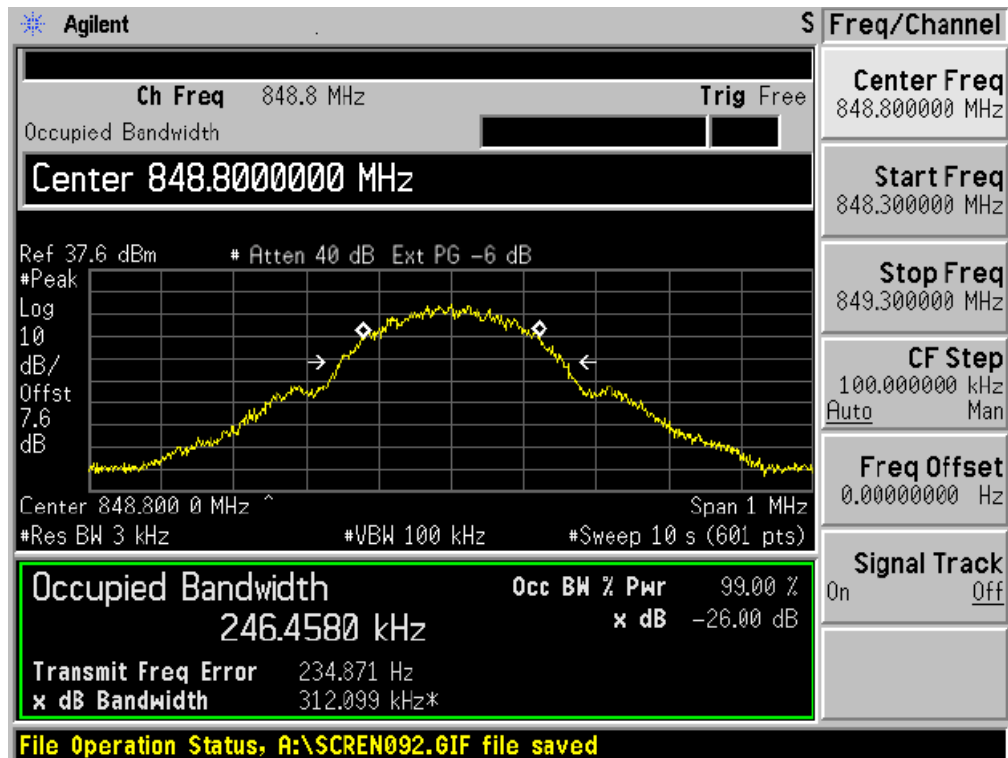 Agilent S Freq/Channel
Ch Freq 848.8 MHz Trig Free
Occupied Bandwidth
Center 848.8000000 MHz
Ref 37.6 dBm # Atten 40 dB Ext PG -6 dB
#Peak
Log
10
dB/
Offst
7.6
dB
Center 848.800 0 MHz ^ Span 1 MHz
#Res BW 3 kHz #VBW 100 kHz #Sweep 10 s (601 pts)
Occupied Bandwidth Occ BW % Pwr 99.00 %
246.4580 kHz x dB -26.00 dB
Transmit Freq Error 234.871 Hz
x dB Bandwidth 312.099 kHz*
File Operation Status, A:\SCREN092.GIF file saved
Center Freq
848.800000 MHz
Start Freq
848.300000 MHz
Stop Freq
849.300000 MHz
CF Step
100.000000 kHz
Auto Man
Freq Offset
0.00000000 Hz
Signal Track
On Off